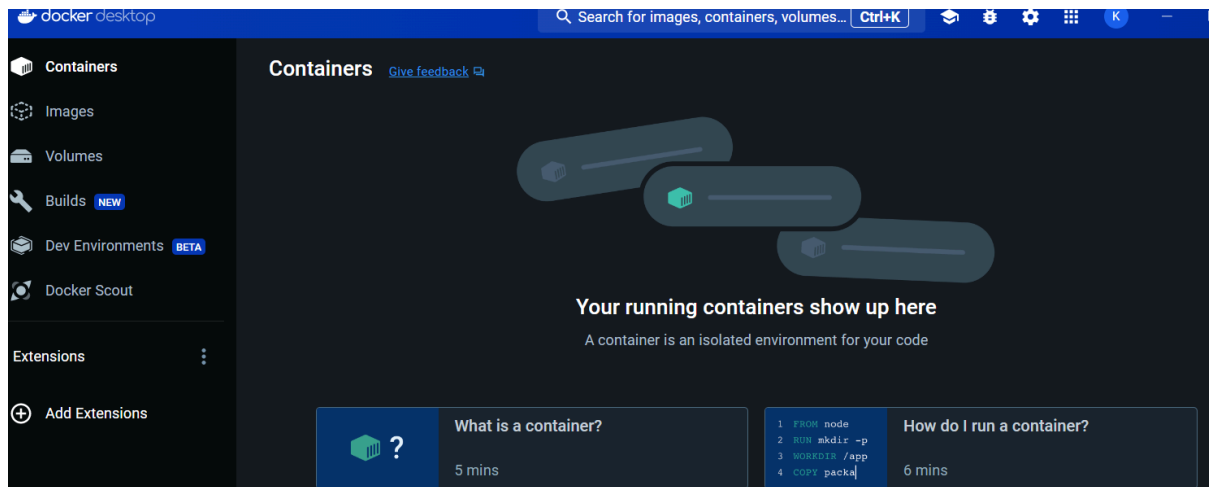 docker desktop
Search for images, containers, volumes... Ctrl+K
K
Containers
Images
Volumes
Builds NEW
Dev Environments BETA
Docker Scout
Extensions
Add Extensions
Containers Give feedback
Your running containers show up here
A container is an isolated environment for your code
?
What is a container?
5 mins
1 FROM node
2 RUN mkdir -p
3 WORKDIR /app
4 COPY packa
How do I run a container?
6 mins